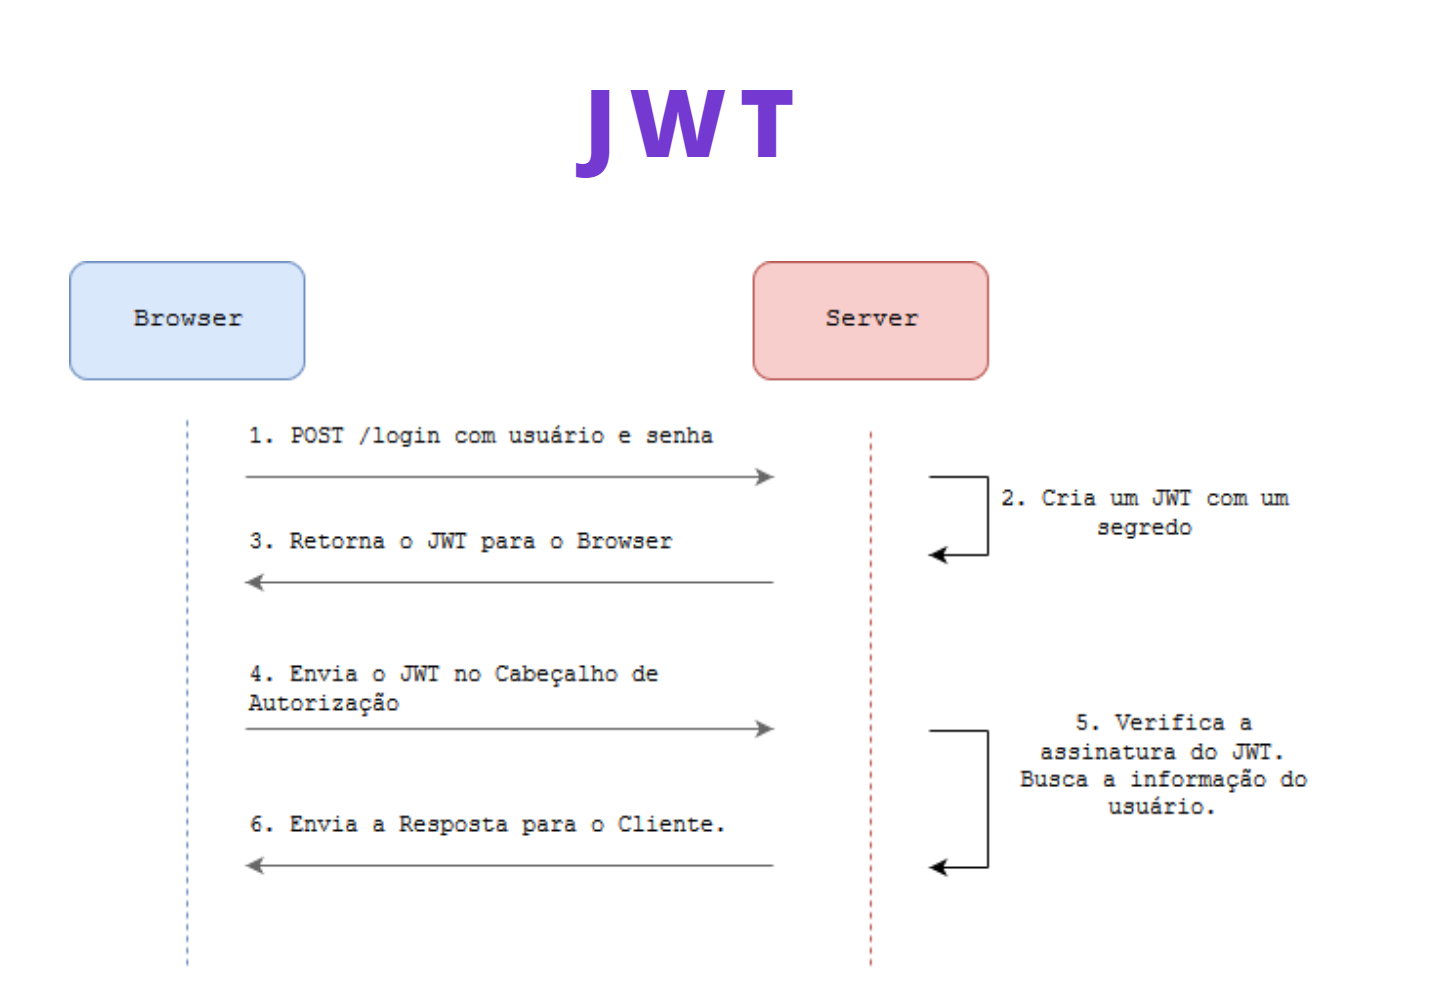 JWT
Browser
Server
1. POST /login com usuário e senha
2. Cria um JWT com um
segredo
3. Retorna o JWT para o Browser
4. Envia o JWT no Cabeçalho de
Autorização
5. Verifica a
assinatura do JWT.
Busca a informação do
usuário.
6. Envia a Resposta para o Cliente.